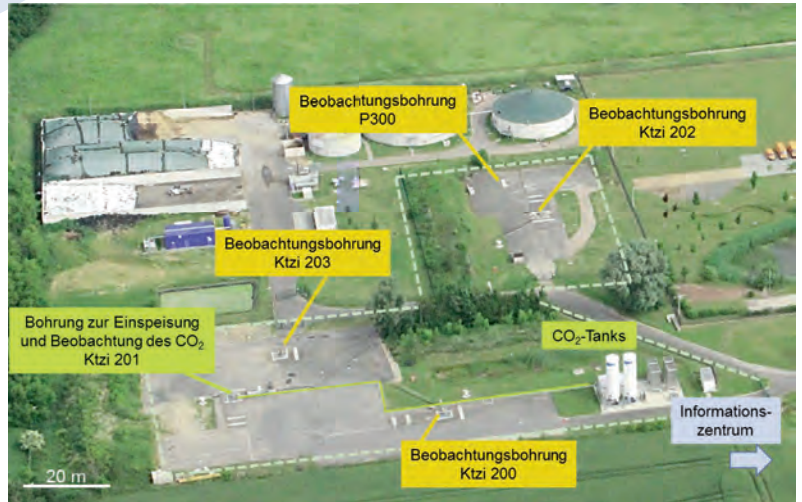 Beobachtungsbohrung
P300
Beobachtungsbohrung
Ktzi 202
Beobachtungsbohrung
Ktzi 203
Bohrung zur Einspeisung
und Beobachtung des CO₂
Ktzi 201
CO₂-Tanks
Informations-
zentrum
Beobachtungsbohrung
Ktzi 200
20 m